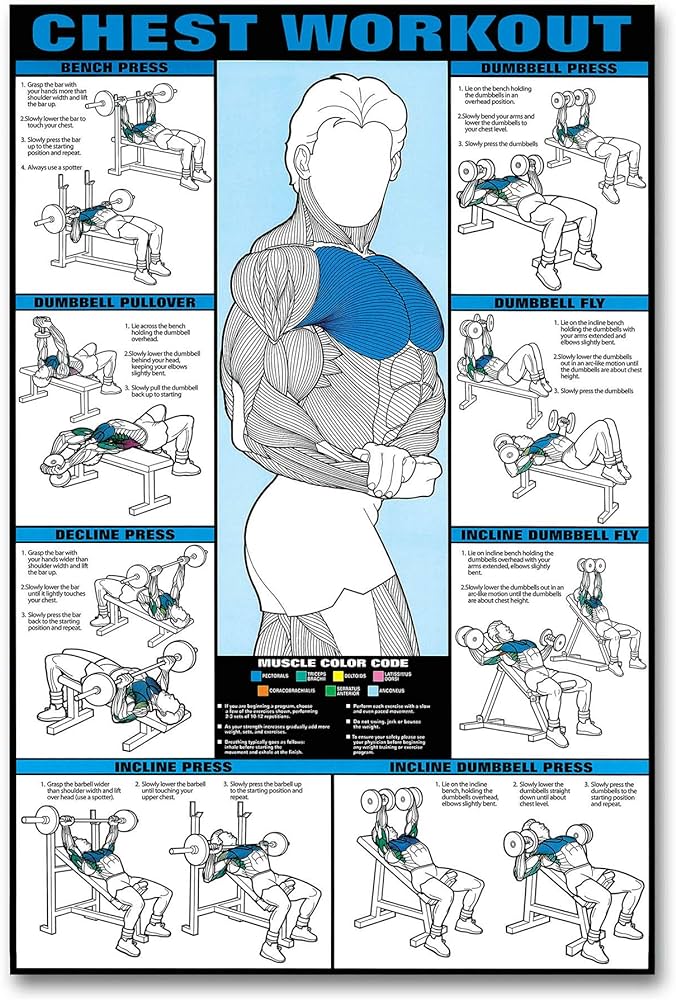 CHEST WORKOUT
BENCH PRESS
1. Grasp the bar with
your hands more than
shoulder width and lift
the bar up.
2.Slowly lower the bar to
touch your chest.
3. Slowly press the bar
up to the starting
position and repeat.
4. Always use a spotter
DUMBBELL PULLOVER
1. Lie across the bench
holding the dumbbell
overhead.
2.Slowly lower the dumbbell
behind your head,
keeping your elbows
slightly bent.
3. Slowly pull the dumbbell
back up to starting
DECLINE PRESS
1. Grasp the bar with
your hands wider than
shoulder width and lift
the bar up.
2.Slowly lower the bar
until it lightly touches
your chest.
3. Slowly press the bar
back to the starting
position and repeat.
DUMBBELL PRESS
1. Lie on the bench holding
the dumbbells in an
overhead position.
2.Slowly bend your arms and
lower the dumbbells to
your chest level.
3. Slowly press the dumbbells
DUMBBELL FLY
1. Lie on the incline bench
holding the dumbbells with
your arms extended and
elbows slightly bent.
2.Slowly lower the dumbbells
out in an arc-like motion until
the dumbbells are about chest
height.
3. Slowly press the dumbbells
INCLINE DUMBBELL FLY
1. Lie on incline bench holding the
dumbbells overhead with your
arms extended, elbows slightly
bent.
2.Slowly lower the dumbbells out in an
arc-like motion until the dumbbells
are about chest height.
MUSCLE COLOR CODE
PECTORALS
TRICEPS
BRACHII
DELTOIDS
LATISSIMUS
DORSI
CORACOBRACHIALIS
SERRATUS
ANTERIOR
ANCONEUS
If you are beginning a program, choose
a few of the exercises shown, performing
2-3 sets of 10-12 repetitions.
As your strength increases gradually add more
weight, sets, and exercises.
Breathing typically goes as follows:
inhale before starting the
movement and exhale at the finish.
Perform each exercise with a slow
and even paced movement.
Do not swing, jerk or bounce
the weight.
To ensure your safety please see
your physician before beginning
any weight training or exercise
program.
INCLINE PRESS
1. Grasp the barbell wider
than shoulder width and lift
over head (use a spotter).
2. Slowly lower the barbell
until touching your
upper chest.
3. Slowly press the barbell up
to the starting position and
repeat.
INCLINE DUMBBELL PRESS
1. Lie on the incline
bench, holding the
dumbbells overhead,
elbows slightly bent.
2. Slowly lower the
dumbbells straight
down until about
chest level.
3. Slowly press the
dumbbells to the
starting position
and repeat.